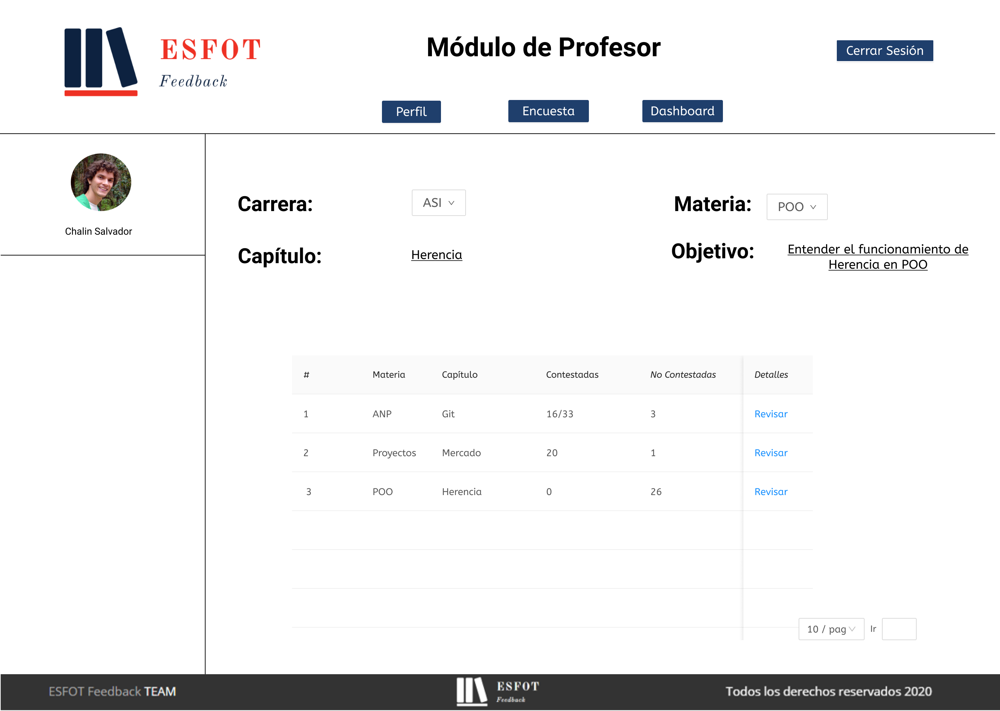 ESFOT
Feedback
Módulo de Profesor
Cerrar Sesión
Perfil
Encuesta
Dashboard
Chalin Salvador
Carrera:
ASI
Materia:
POO
Capítulo:
Herencia
Objetivo:
Entender el funcionamiento de
Herencia en POO
# Materia Capítulo Contestadas No Contestadas Detalles
1 ANP Git 16/33 3 Revisar
2 Proyectos Mercado 20 1 Revisar
3 POO Herencia 0 26 Revisar
10 / pag
Ir
ESFOT Feedback TEAM
ESFOT
Feedback
Todos los derechos reservados 2020